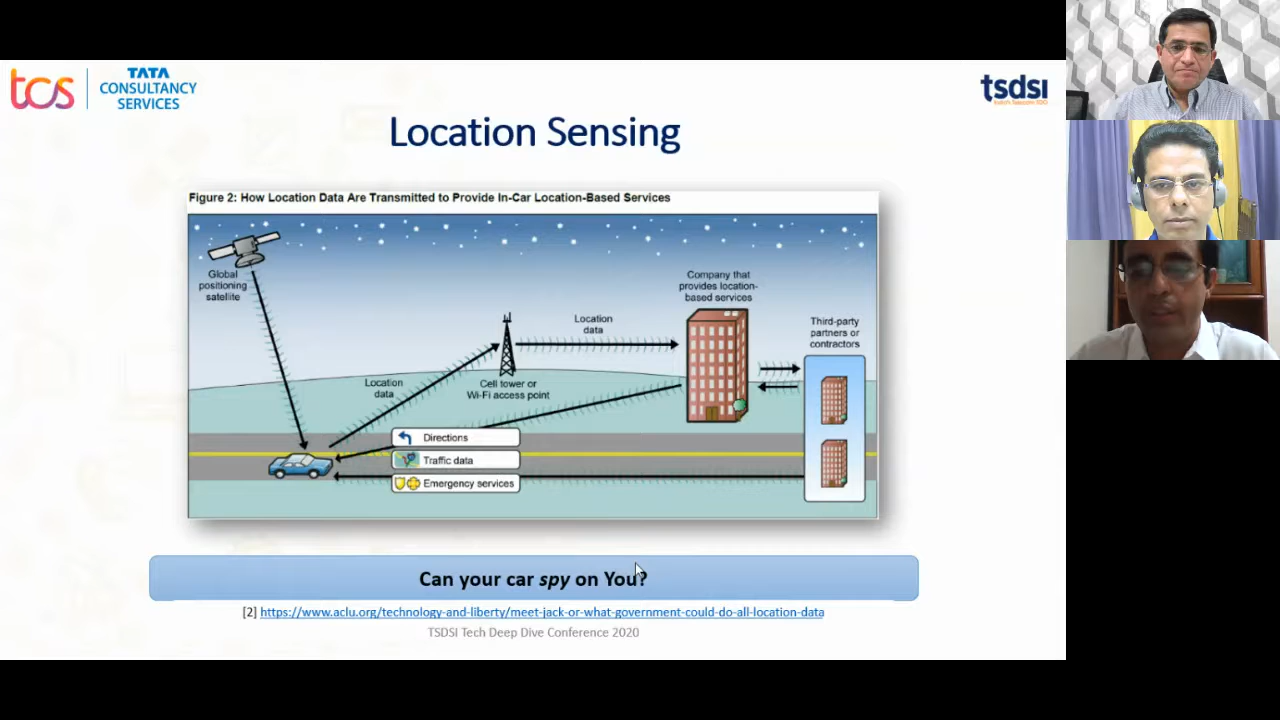 tcs
TATA
CONSULTANCY
SERVICES
tsdsi
Location Sensing
Figure 2: How Location Data Are Transmitted to Provide In-Car Location-Based Services
Global
positioning
satellite
Location
data
Cell tower or
Wi-Fi access point
Location
data
Company that
provides location-
based services
Third-party
partners or
contractors
Directions
Traffic data
Emergency services
Can your car spy on You?
[2] https://www.aclu.org/technology-and-liberty/meet-jack-or-what-government-could-do-all-location-data
TSDSI Tech Deep Dive Conference 2020